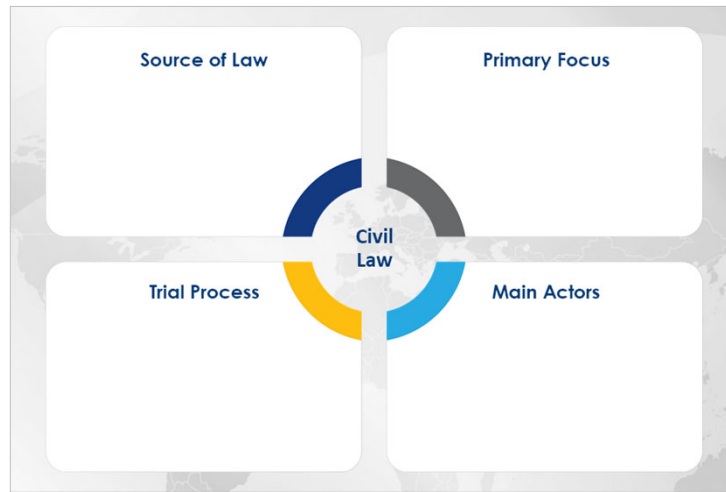 Source of Law
Primary Focus
Civil
Law
Trial Process
Main Actors